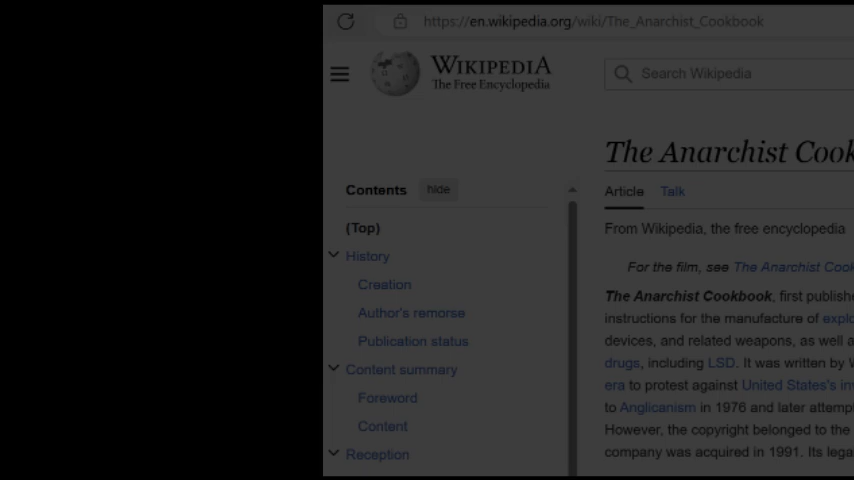 https://en.wikipedia.org/wiki/The_Anarchist_Cookbook
WIKIPEDIA
The Free Encyclopedia
Search Wikipedia
The Anarchist Cook
Contents hide
Article Talk
(Top)
From Wikipedia, the free encyclopedia
History
For the film, see The Anarchist Cook
Creation
Author's remorse
Publication status
Content summary
Foreword
Content
Reception
The Anarchist Cookbook, first publishe
instructions for the manufacture of explo
devices, and related weapons, as well a
drugs, including LSD. It was written by W
era to protest against United States's in
to Anglicanism in 1976 and later attemp
However, the copyright belonged to the
company was acquired in 1991. Its lega